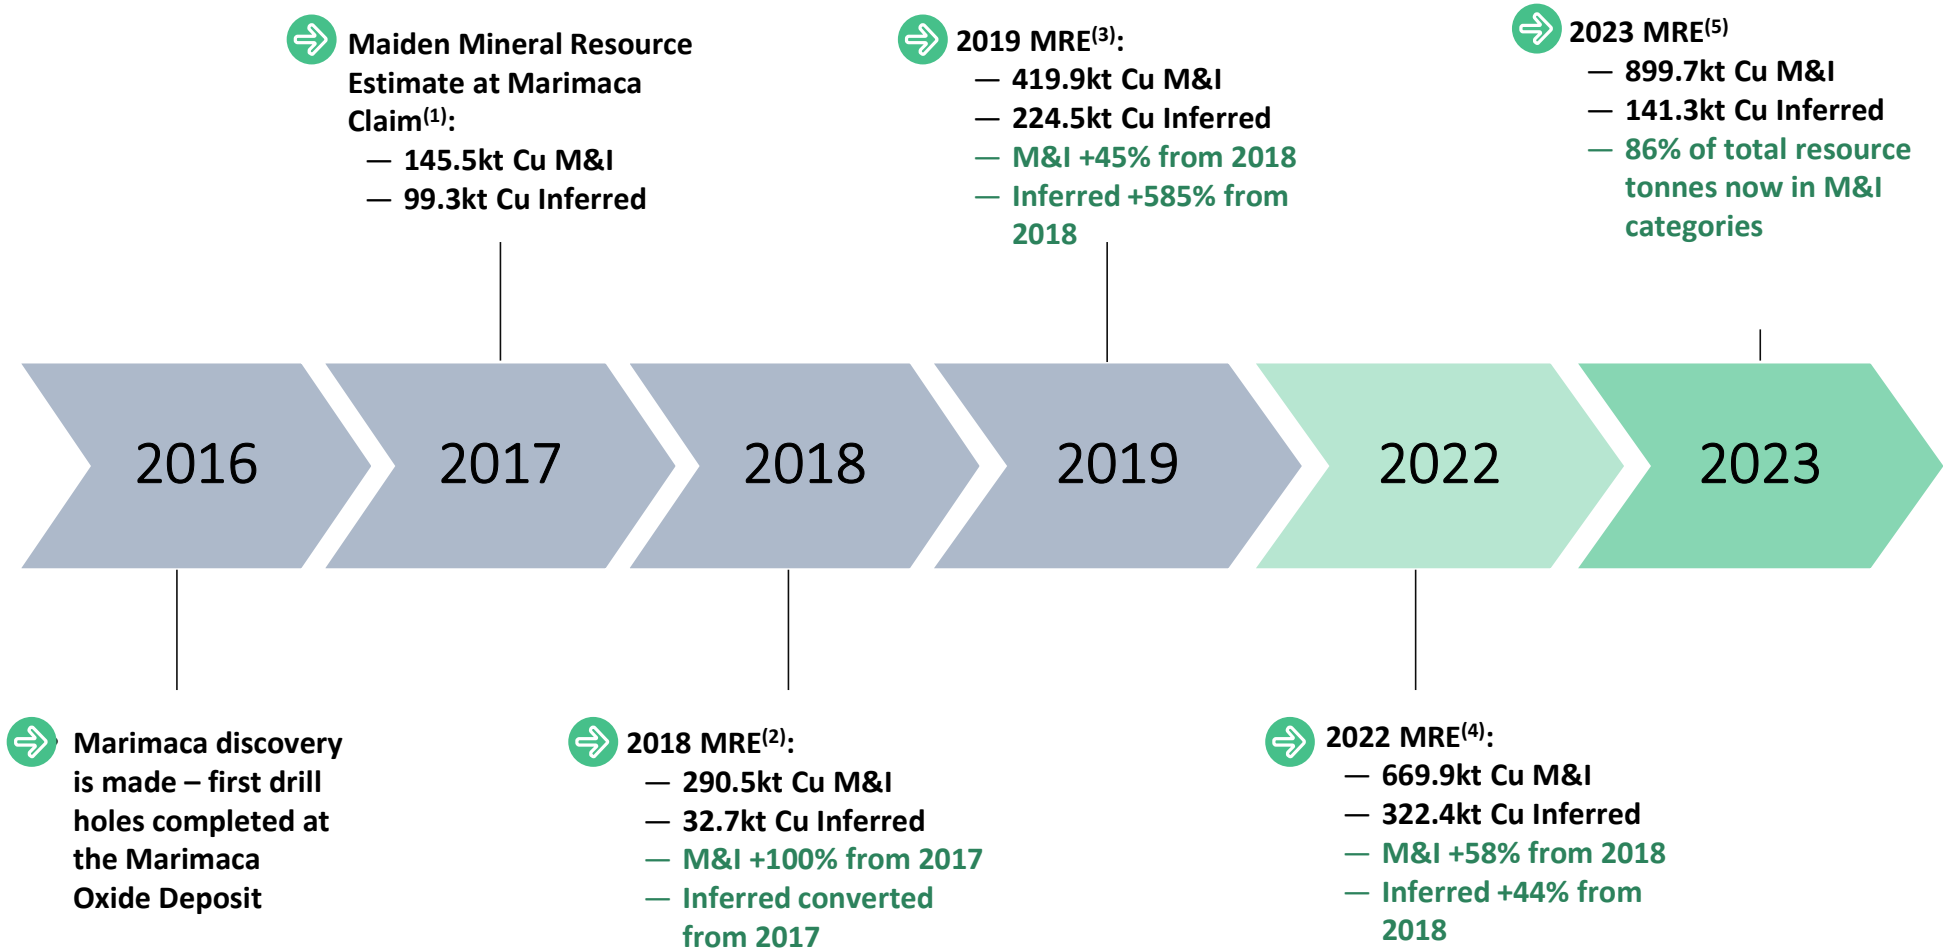 Maiden Mineral Resource
Estimate at Marimaca
Claim(1):
— 145.5kt Cu M&I
— 99.3kt Cu Inferred
2019 MRE(3):
— 419.9kt Cu M&I
— 224.5kt Cu Inferred
— M&I +45% from 2018
— Inferred +585% from
2018
2023 MRE(5)
— 899.7kt Cu M&I
— 141.3kt Cu Inferred
— 86% of total resource
tonnes now in M&I
categories
2016
2017
2018
2019
2022
2023
Marimaca discovery
is made – first drill
holes completed at
the Marimaca
Oxide Deposit
2018 MRE(2):
— 290.5kt Cu M&I
— 32.7kt Cu Inferred
— M&I +100% from 2017
— Inferred converted
from 2017
2022 MRE(4):
— 669.9kt Cu M&I
— 322.4kt Cu Inferred
— M&I +58% from 2018
— Inferred +44% from
2018